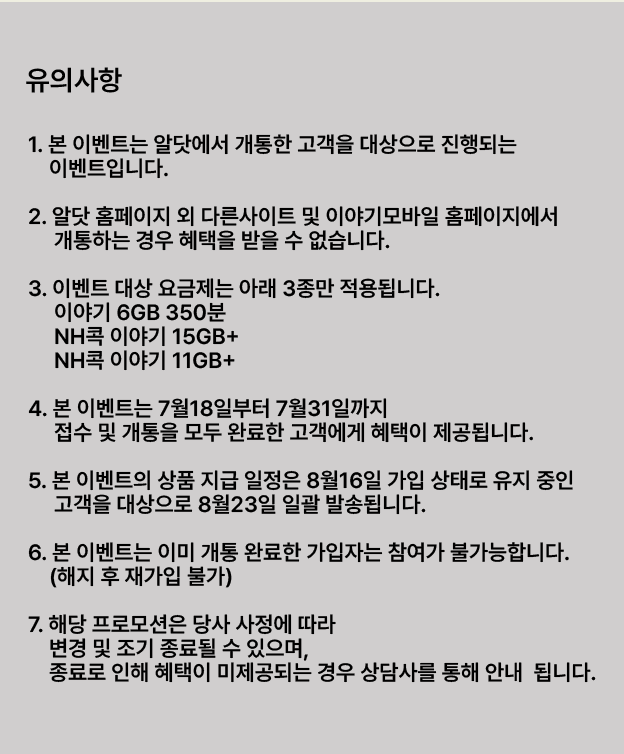 유의사항
1. 본 이벤트는 알닷에서 개통한 고객을 대상으로 진행되는
이벤트입니다.
2. 알닷 홈페이지 외 다른사이트 및 이야기모바일 홈페이지에서
개통하는 경우 혜택을 받을 수 없습니다.
3. 이벤트 대상 요금제는 아래 3종만 적용됩니다.
이야기 6GB 350분
NH콕 이야기 15GB+
NH콕 이야기 11GB+
4. 본 이벤트는 7월18일부터 7월31일까지
접수 및 개통을 모두 완료한 고객에게 혜택이 제공됩니다.
5. 본 이벤트의 상품 지급 일정은 8월16일 가입 상태로 유지 중인
고객을 대상으로 8월23일 일괄 발송됩니다.
6. 본 이벤트는 이미 개통 완료한 가입자는 참여가 불가능합니다.
(해지 후 재가입 불가)
7. 해당 프로모션은 당사 사정에 따라
변경 및 조기 종료될 수 있으며,
종료로 인해 혜택이 미제공되는 경우 상담사를 통해 안내  됩니다.